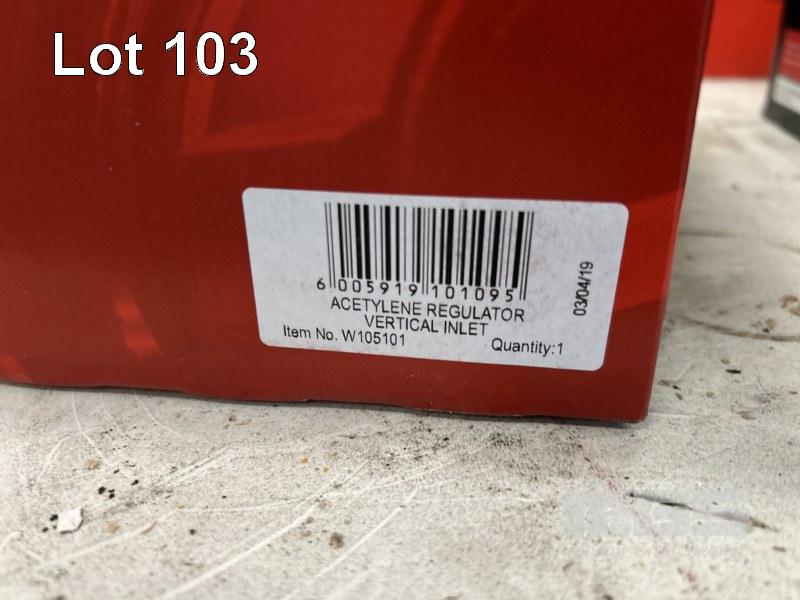 Lot 103
6 005919 101095
ACETYLENE REGULATOR
VERTICAL INLET
Item No. W105101
Quantity:1
03/04/19